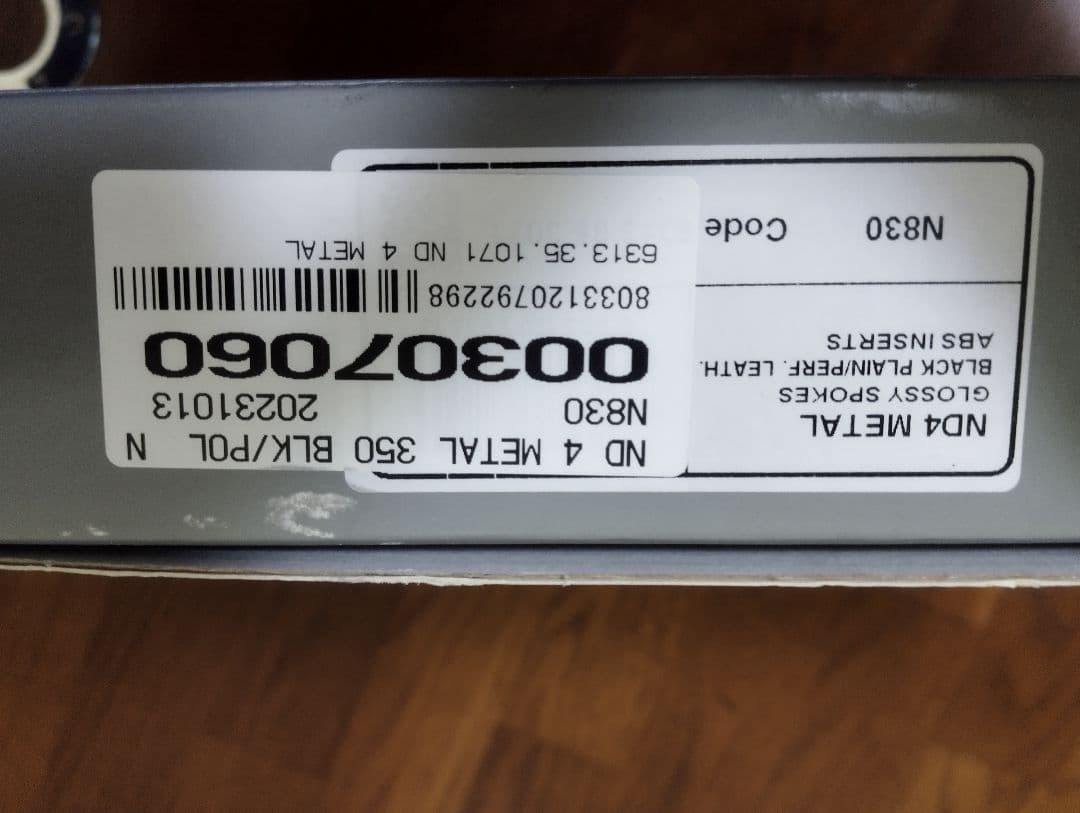 ND 4 METAL 350 BLK/POL N
N830 20231013
00307060
8033120792298
6313.35.1071 ND 4 METAL
ND4 METAL
GLOSSY SPOKES
BLACK PLAIN/PERF. LEATH.
ABS INSERTS
N830 Code